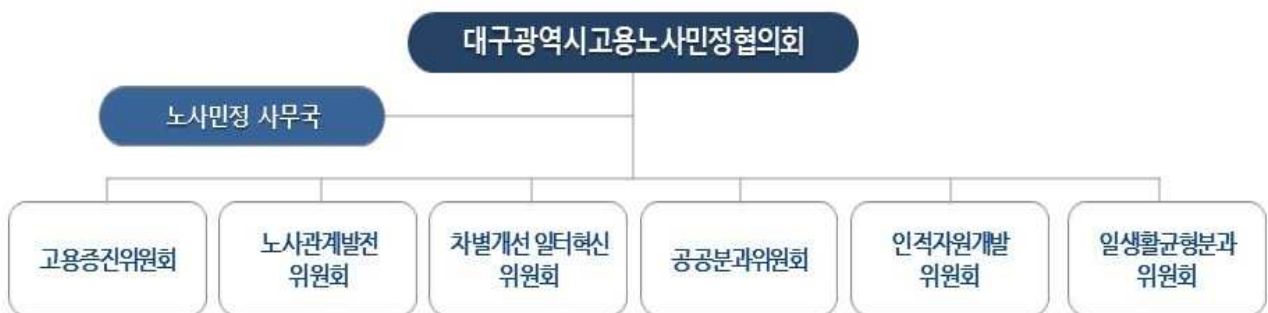 대구광역시고용노사민정협의회
노사민정 사무국
고용증진위원회
노사관계발전
위원회
차별개선 일터혁신
위원회
공공분과위원회
인적자원개발
위원회
일생활균형분과
위원회